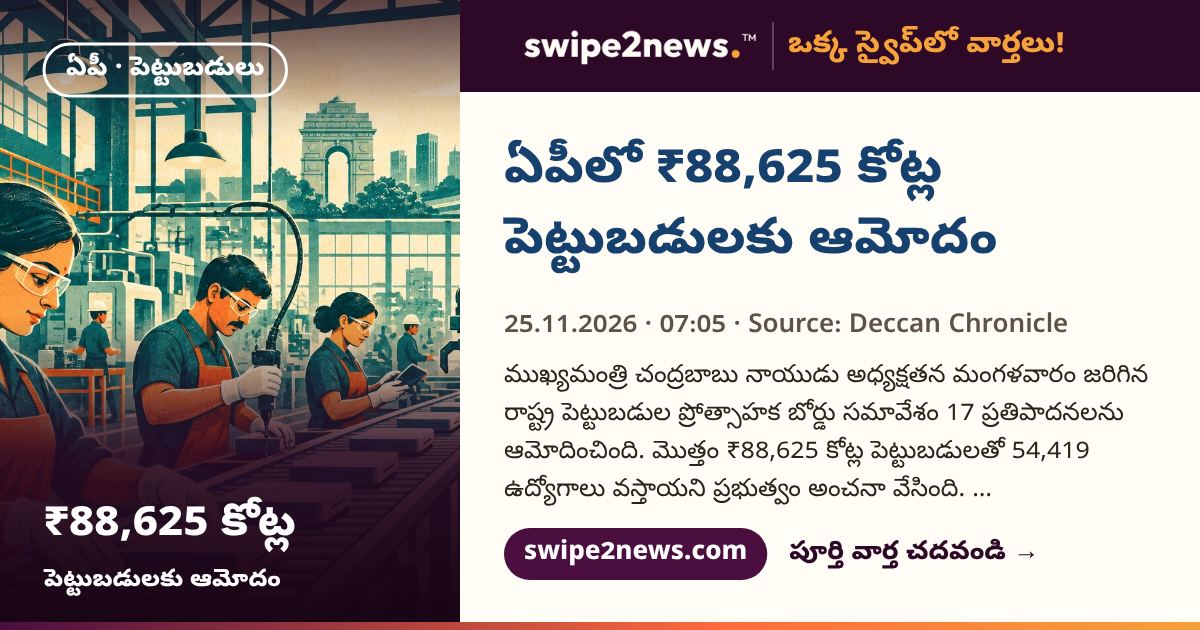 ఏపీ · పెట్టుబడులు
₹88,625 కోట్ల
పెట్టుబడులకు ఆమోదం
swipe2news.™
ఒక్క స్వైప్‌లో వార్తలు!
ఏపీలో ₹88,625 కోట్ల
పెట్టుబడులకు ఆమోదం
25.11.2026 · 07:05 · Source: Deccan Chronicle
ముఖ్యమంత్రి చంద్రబాబు నాయుడు అధ్యక్షతన మంగళవారం జరిగిన
రాష్ట్ర పెట్టుబడుల ప్రోత్సాహక బోర్డు సమావేశం 17 ప్రతిపాదనలను
ఆమోదించింది. మొత్తం ₹88,625 కోట్ల పెట్టుబడులతో 54,419
ఉద్యోగాలు వస్తాయని ప్రభుత్వం అంచనా వేసింది. ...
swipe2news.com
పూర్తి వార్త చదవండి →